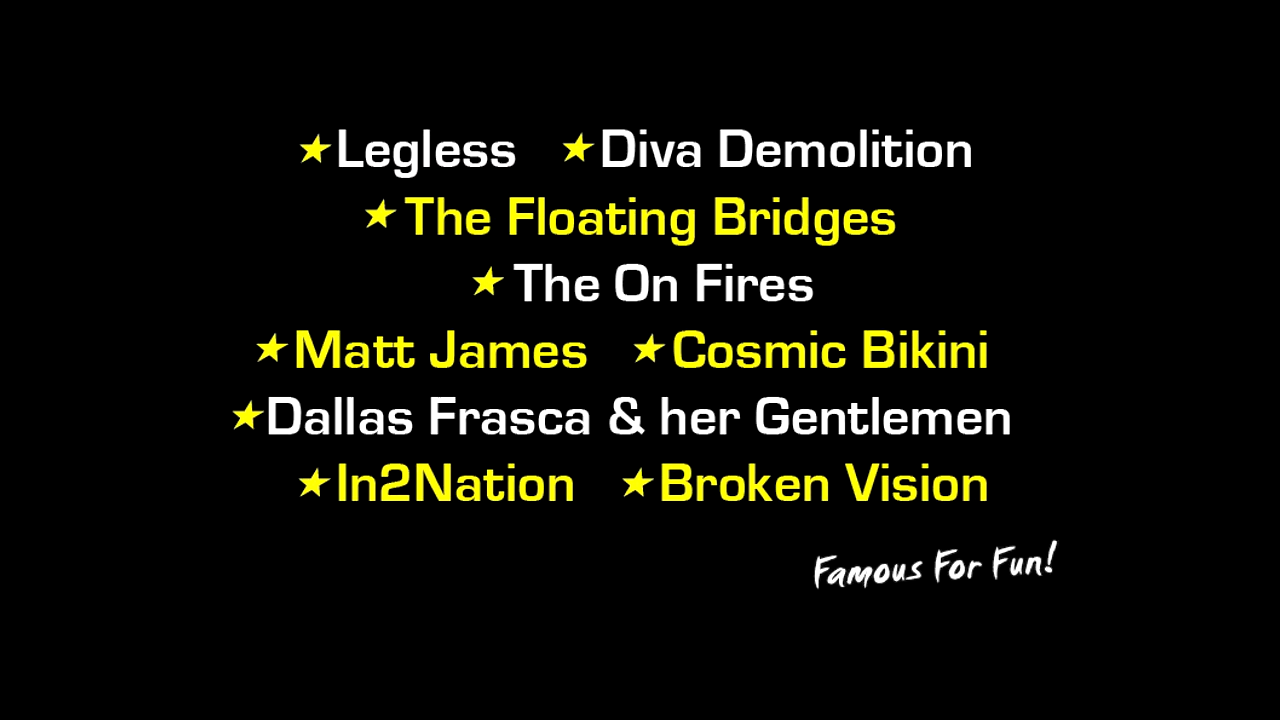 ★Legless ★Diva Demolition
★The Floating Bridges
★The On Fires
★Matt James ★Cosmic Bikini
★Dallas Frasca & her Gentlemen
★In2Nation ★Broken Vision
Famous For Fun!